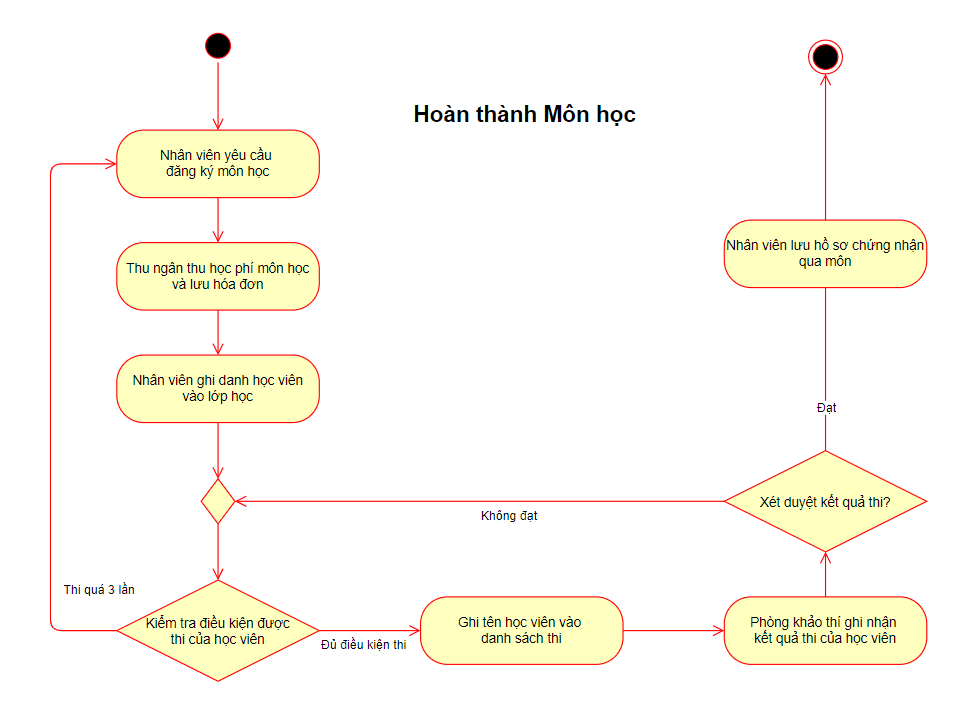 Hoàn thành Môn học
Nhân viên yêu cầu
đăng ký môn học
Thu ngân thu học phí môn học
và lưu hóa đơn
Nhân viên ghi danh học viên
vào lớp học
Thi quá 3 lần
Kiểm tra điều kiện được
thi của học viên
Đủ điều kiện thi
Ghi tên học viên vào
danh sách thi
Phòng khảo thí ghi nhận
kết quả thi của học viên
Xét duyệt kết quả thi?
Không đạt
Đạt
Nhân viên lưu hồ sơ chứng nhận
qua môn